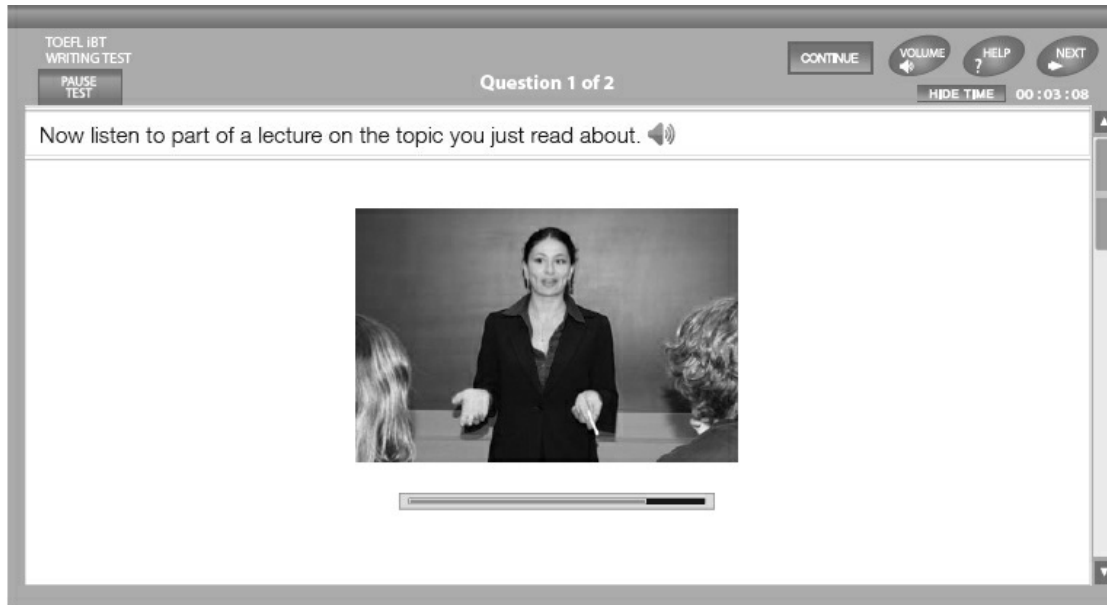 TOEFL iBT
WRITING TEST
PAUSE
TEST
Question 1 of 2
CONTINUE
VOLUME
HELP
?
NEXT
HIDE TIME 00:03:08
Now listen to part of a lecture on the topic you just read about.